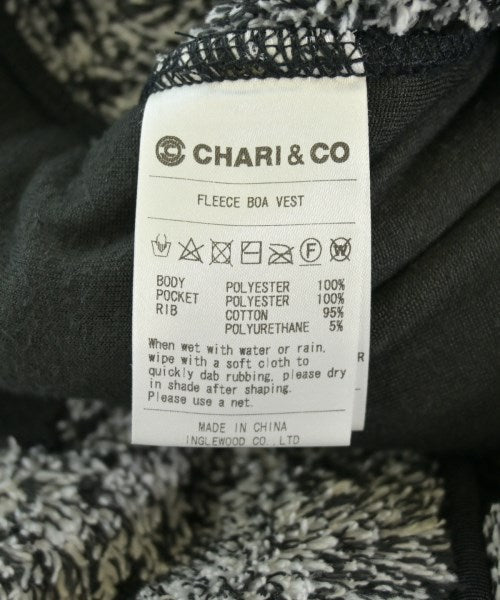 CHARI & CO
FLEECE BOA VEST
F W
BODY POLYESTER 100%
POCKET POLYESTER 100%
RIB COTTON 95%
POLYURETHANE 5%
When wet with water or rain,
wipe with a soft cloth to
quickly dab rubbing, please dry
in shade after shaping.
Please use a net.
MADE IN CHINA
INGLEWOOD CO.,LTD
R